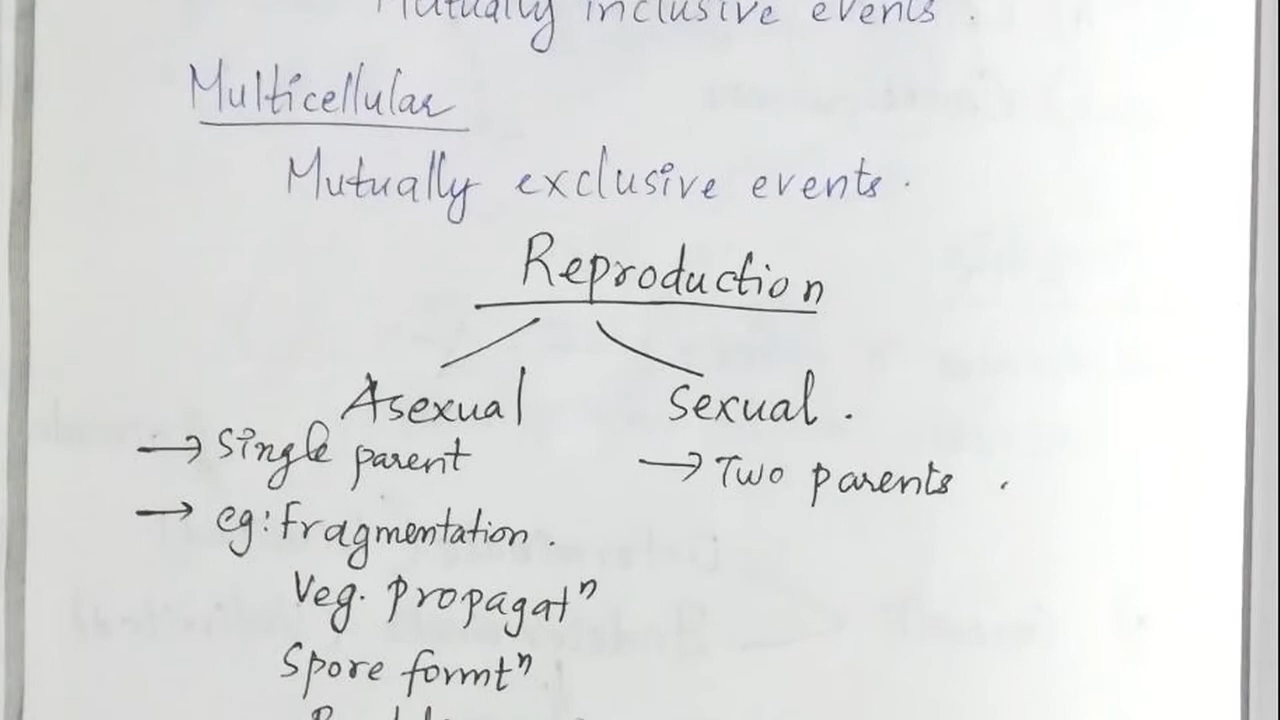 Mutually inclusive events.
Multicellular
Mutually exclusive events.
Reproduction
Asexual sexual.
→ Single parent → Two parents.
→ eg: fragmentation.
Veg. propagatⁿ
Spore formtⁿ